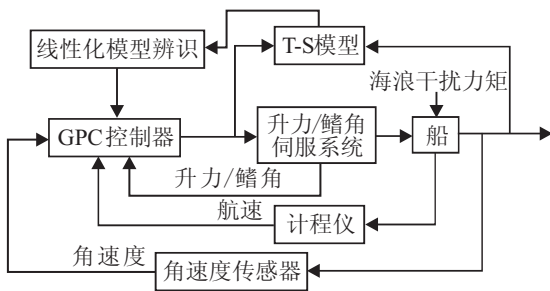 线性化模型辨识
T-S模型
海浪干扰力矩
GPC控制器
升力/鳍角
伺服系统
船
升力/鳍角
航速
计程仪
角速度
角速度传感器